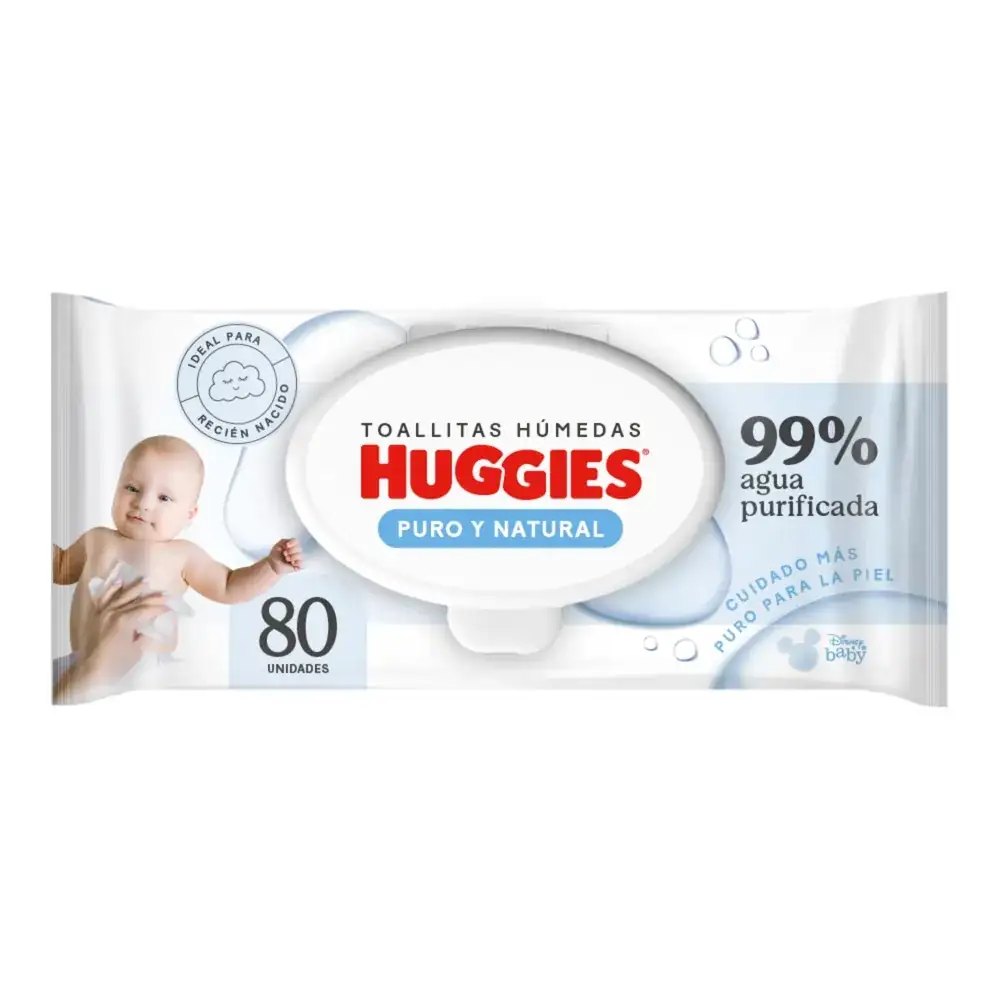 IDEAL PARA
RECIÉN NACIDO
TOALLITAS HÚMEDAS
HUGGIES®
PURO Y NATURAL
99%
agua
purificada
CUIDADO MÁS
PURO PARA LA PIEL
80
UNIDADES
Disney
baby